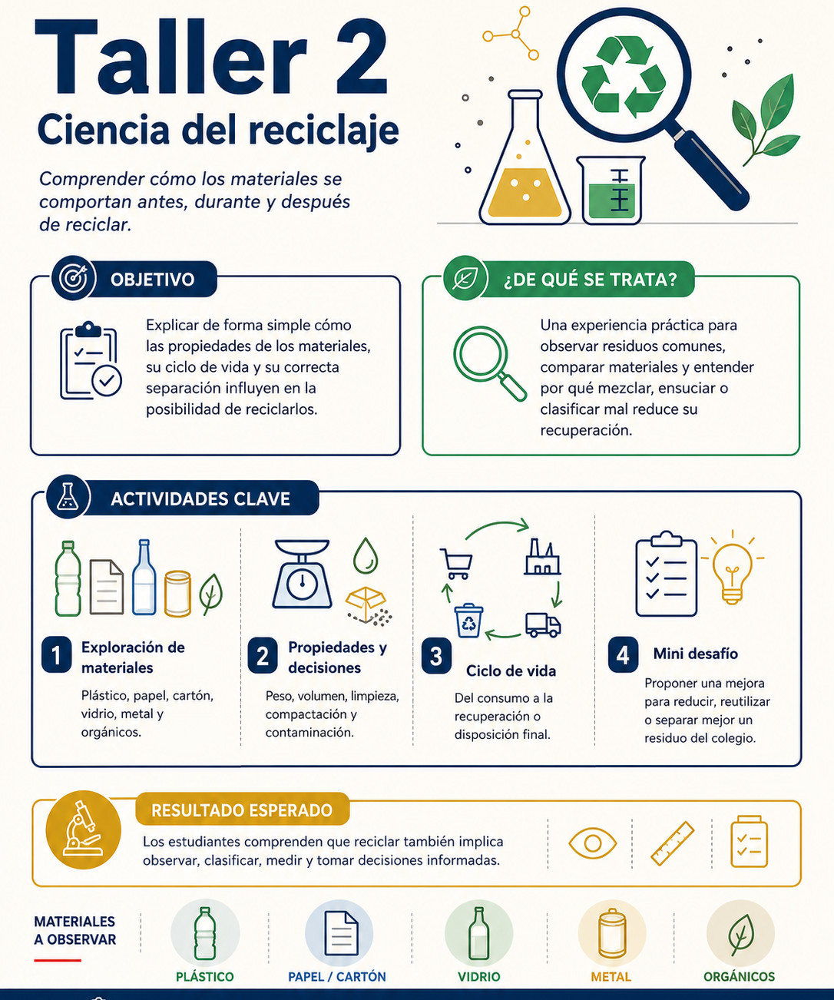 Taller 2
Ciencia del reciclaje
Comprender cómo los materiales se
comportan antes, durante y después
de reciclar.
OBJETIVO
Explicar de forma simple cómo
las propiedades de los materiales,
su ciclo de vida y su correcta
separación influyen en la
posibilidad de reciclarlos.
¿DE QUÉ SE TRATA?
Una experiencia práctica para
observar residuos comunes,
comparar materiales y entender
por qué mezclar, ensuciar o
clasificar mal reduce su
recuperación.
ACTIVIDADES CLAVE
1
Exploración de
materiales
Plástico, papel, cartón,
vidrio, metal y
orgánicos.
2
Propiedades y
decisiones
Peso, volumen, limpieza,
compactación y
contaminación.
3
Ciclo de vida
Del consumo a la
recuperación o
disposición final.
4
Mini desafío
Proponer una mejora
para reducir, reutilizar
o separar mejor un
residuo del colegio.
RESULTADO ESPERADO
Los estudiantes comprenden que reciclar también implica
observar, clasificar, medir y tomar decisiones informadas.
MATERIALES
A OBSERVAR
PLÁSTICO
PAPEL / CARTÓN
VIDRIO
METAL
ORGÁNICOS